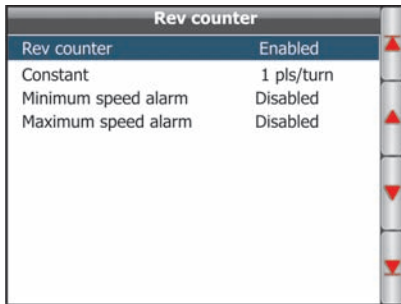 Rev counter
Rev counter Enabled
Constant 1 pls/turn
Minimum speed alarm Disabled
Maximum speed alarm Disabled